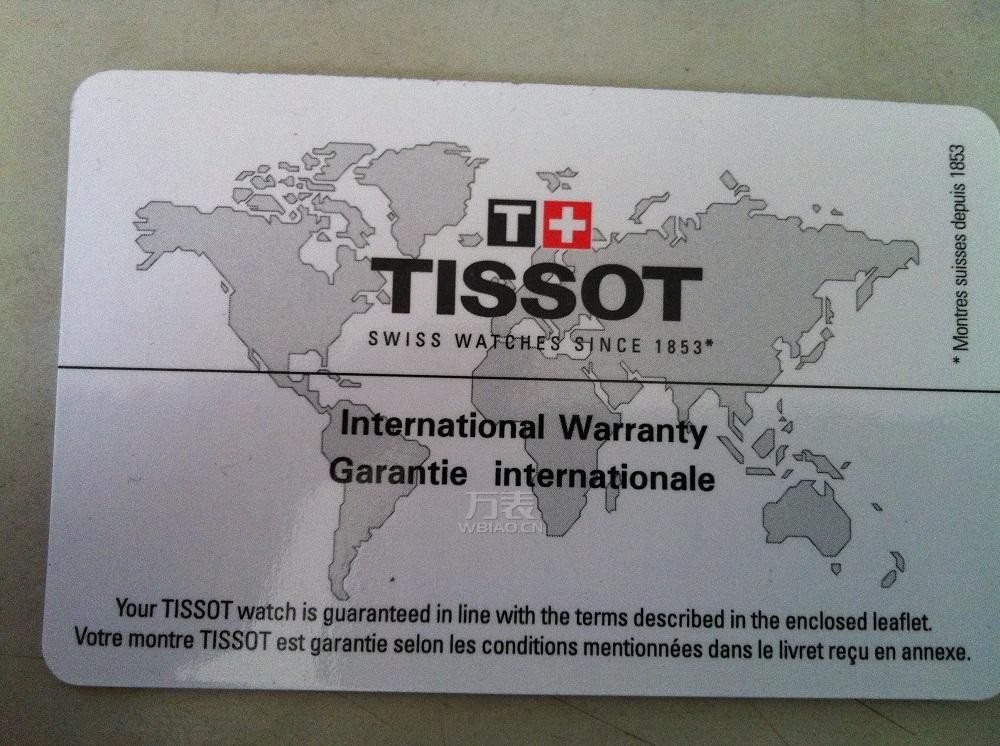 T
TISSOT
SWISS WATCHES SINCE 1853*
* Montres suisses depuis 1853
International Warranty
Garantie internationale
万表
WBIAO.CN
Your TISSOT watch is guaranteed in line with the terms described in the enclosed leaflet.
Votre montre TISSOT est garantie selon les conditions mentionnées dans le livret reçu en annexe.